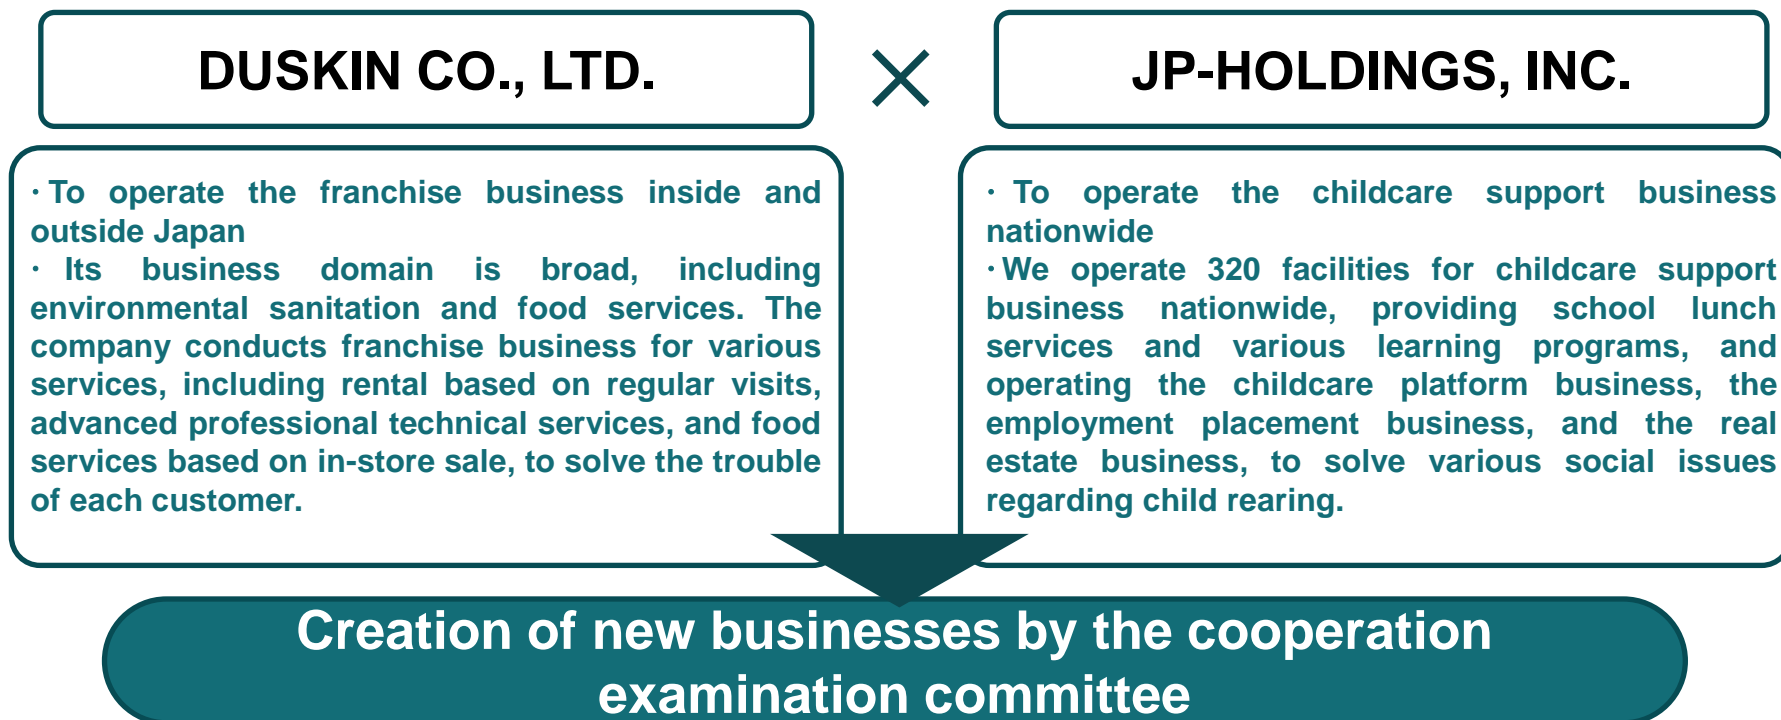 DUSKIN CO., LTD.
×
JP-HOLDINGS, INC.
· To operate the franchise business inside and
outside Japan
· Its business domain is broad, including
environmental sanitation and food services. The
company conducts franchise business for various
services, including rental based on regular visits,
advanced professional technical services, and food
services based on in-store sale, to solve the trouble
of each customer.
· To operate the childcare support business
nationwide
· We operate 320 facilities for childcare support
business nationwide, providing school lunch
services and various learning programs, and
operating the childcare platform business, the
employment placement business, and the real
estate business, to solve various social issues
regarding child rearing.
Creation of new businesses by the cooperation
examination committee